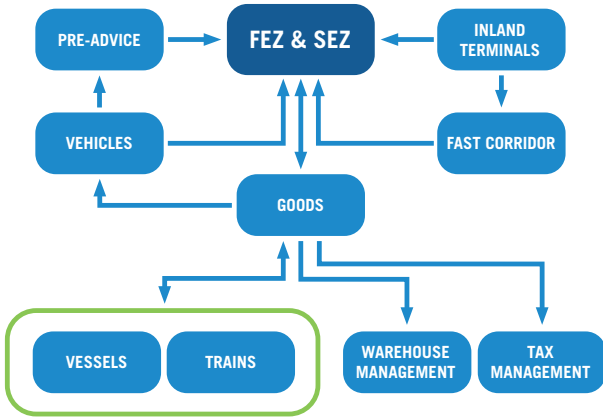 PRE-ADVICE
FEZ & SEZ
INLAND
TERMINALS
VEHICLES
FAST CORRIDOR
GOODS
VESSELS
TRAINS
WAREHOUSE
MANAGEMENT
TAX
MANAGEMENT